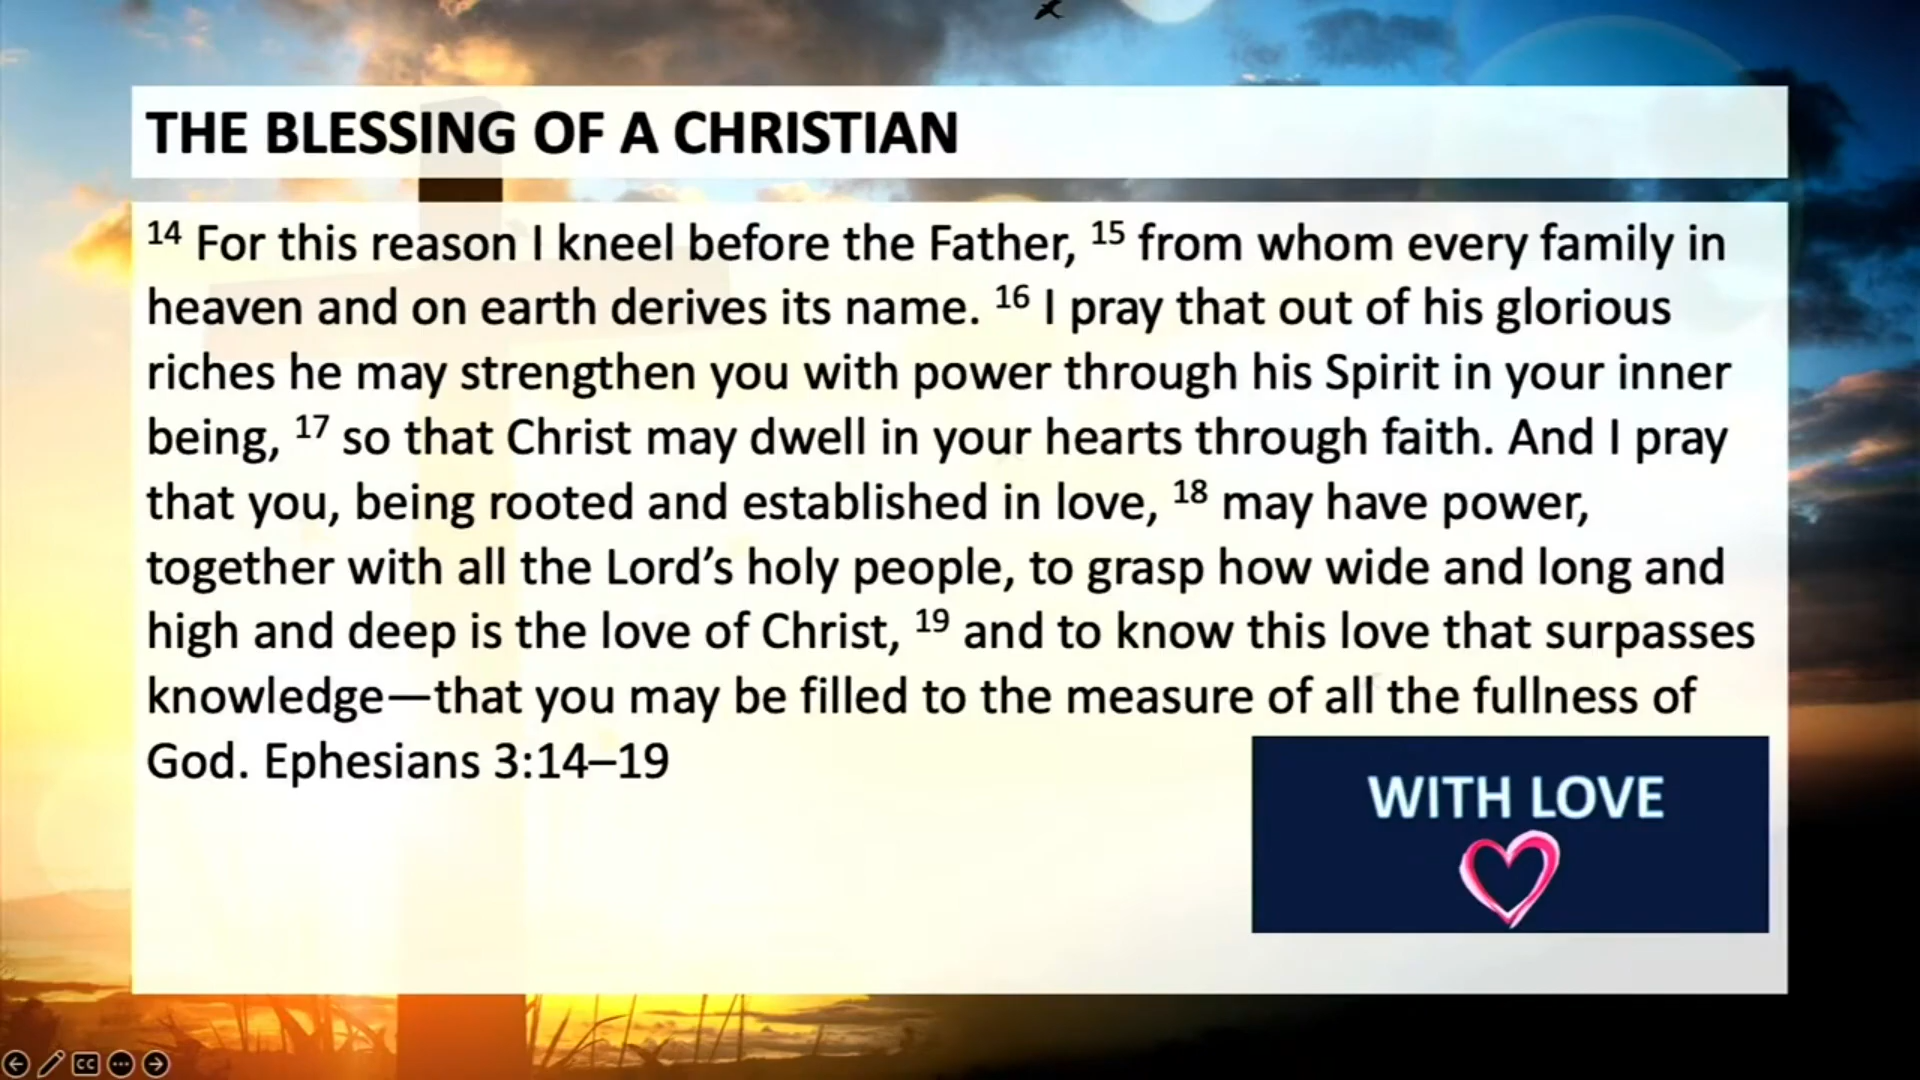 THE BLESSING OF A CHRISTIAN
14 For this reason I kneel before the Father, 15 from whom every family in
heaven and on earth derives its name. 16 I pray that out of his glorious
riches he may strengthen you with power through his Spirit in your inner
being, 17 so that Christ may dwell in your hearts through faith. And I pray
that you, being rooted and established in love, 18 may have power,
together with all the Lord’s holy people, to grasp how wide and long and
high and deep is the love of Christ, 19 and to know this love that surpasses
knowledge—that you may be filled to the measure of all the fullness of
God. Ephesians 3:14–19
WITH LOVE
CC